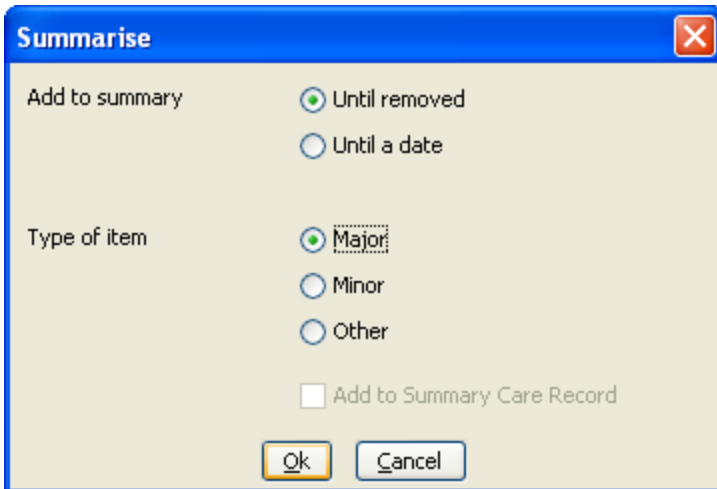 Summarise
Add to summary Until removed
Until a date
Type of item Major
Minor
Other
Add to Summary Care Record
Ok Cancel